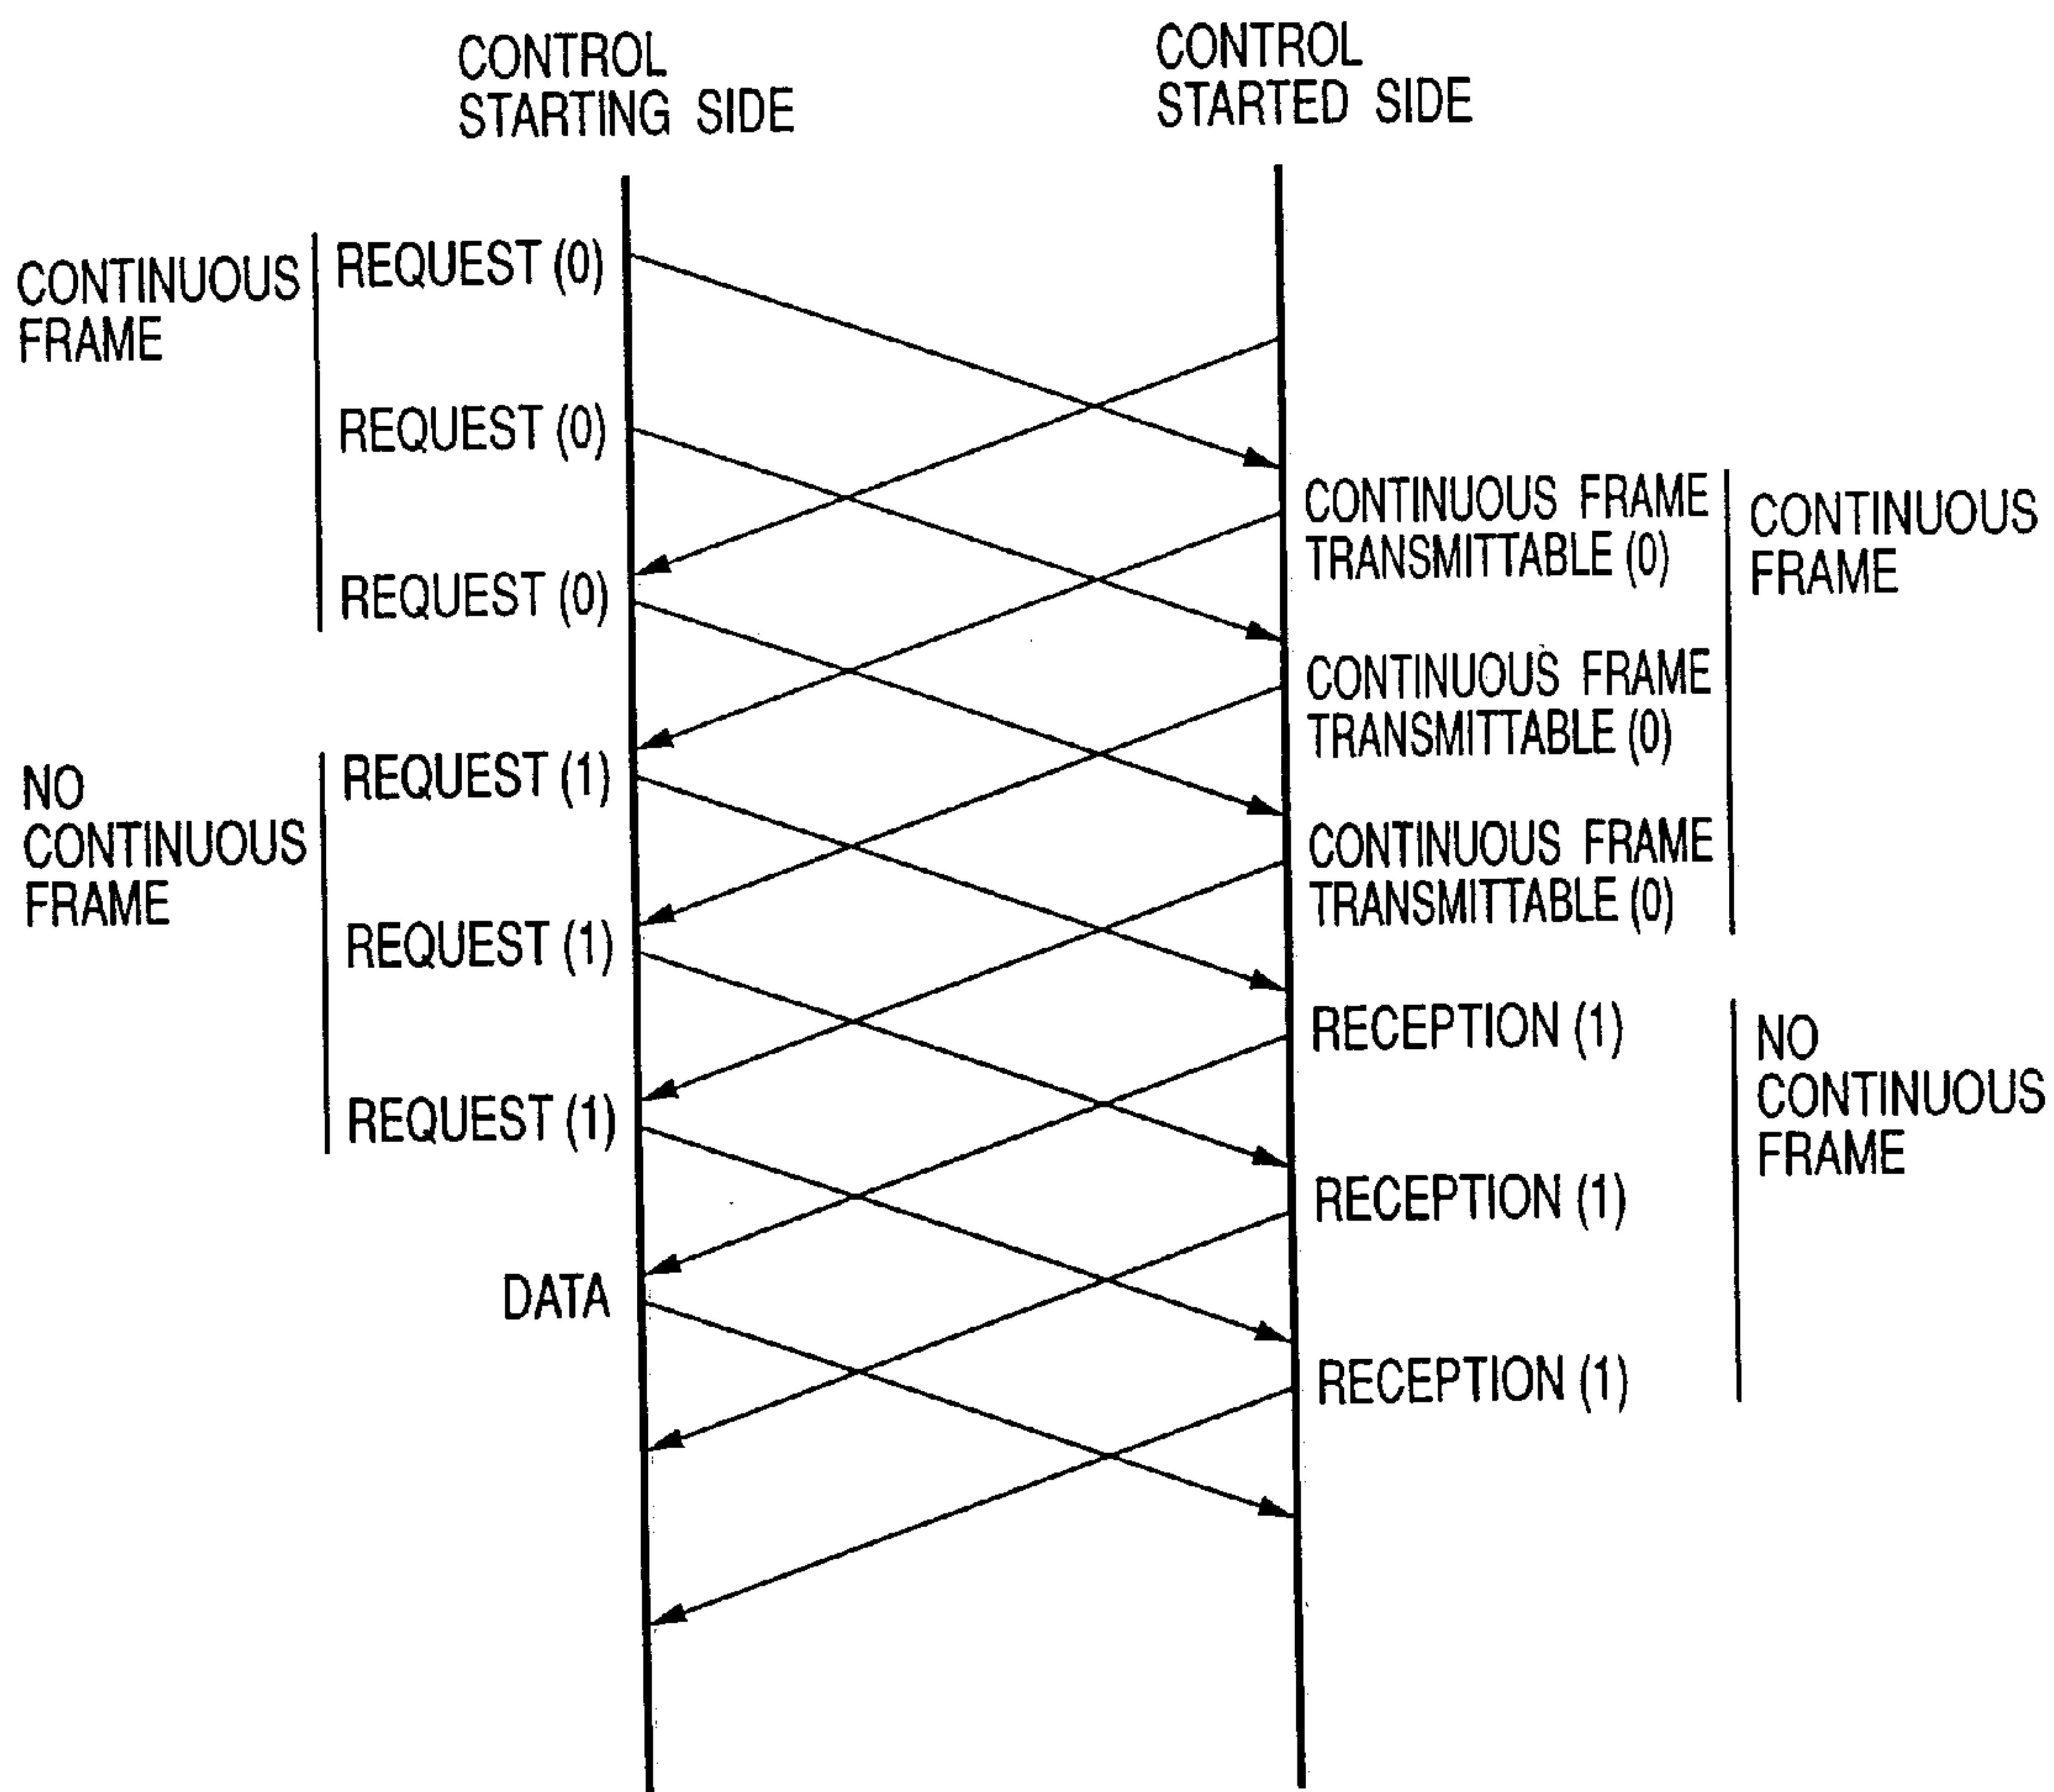 CONTROL
STARTING SIDE
CONTROL
STARTED SIDE
CONTINUOUS
FRAME
REQUEST (0)
REQUEST (0)
REQUEST (0)
CONTINUOUS FRAME
TRANSMITTABLE (0)
CONTINUOUS FRAME
TRANSMITTABLE (0)
CONTINUOUS FRAME
TRANSMITTABLE (0)
CONTINUOUS
FRAME
NO
CONTINUOUS
FRAME
REQUEST (1)
REQUEST (1)
REQUEST (1)
RECEPTION (1)
RECEPTION (1)
RECEPTION (1)
NO
CONTINUOUS
FRAME
DATA